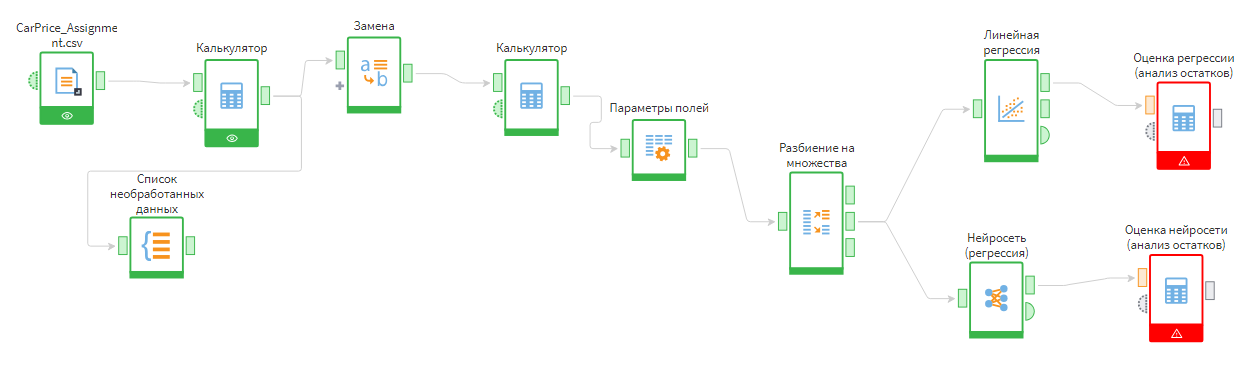 CarPrice_Assignme
nt.csv
Калькулятор
Замена
a
b
Калькулятор
Параметры полей
Разбиение на
множества
Линейная
регрессия
Оценка регрессии
(анализ остатков)
Список
необработанных
данных
Нейросеть
(регрессия)
Оценка нейросети
(анализ остатков)